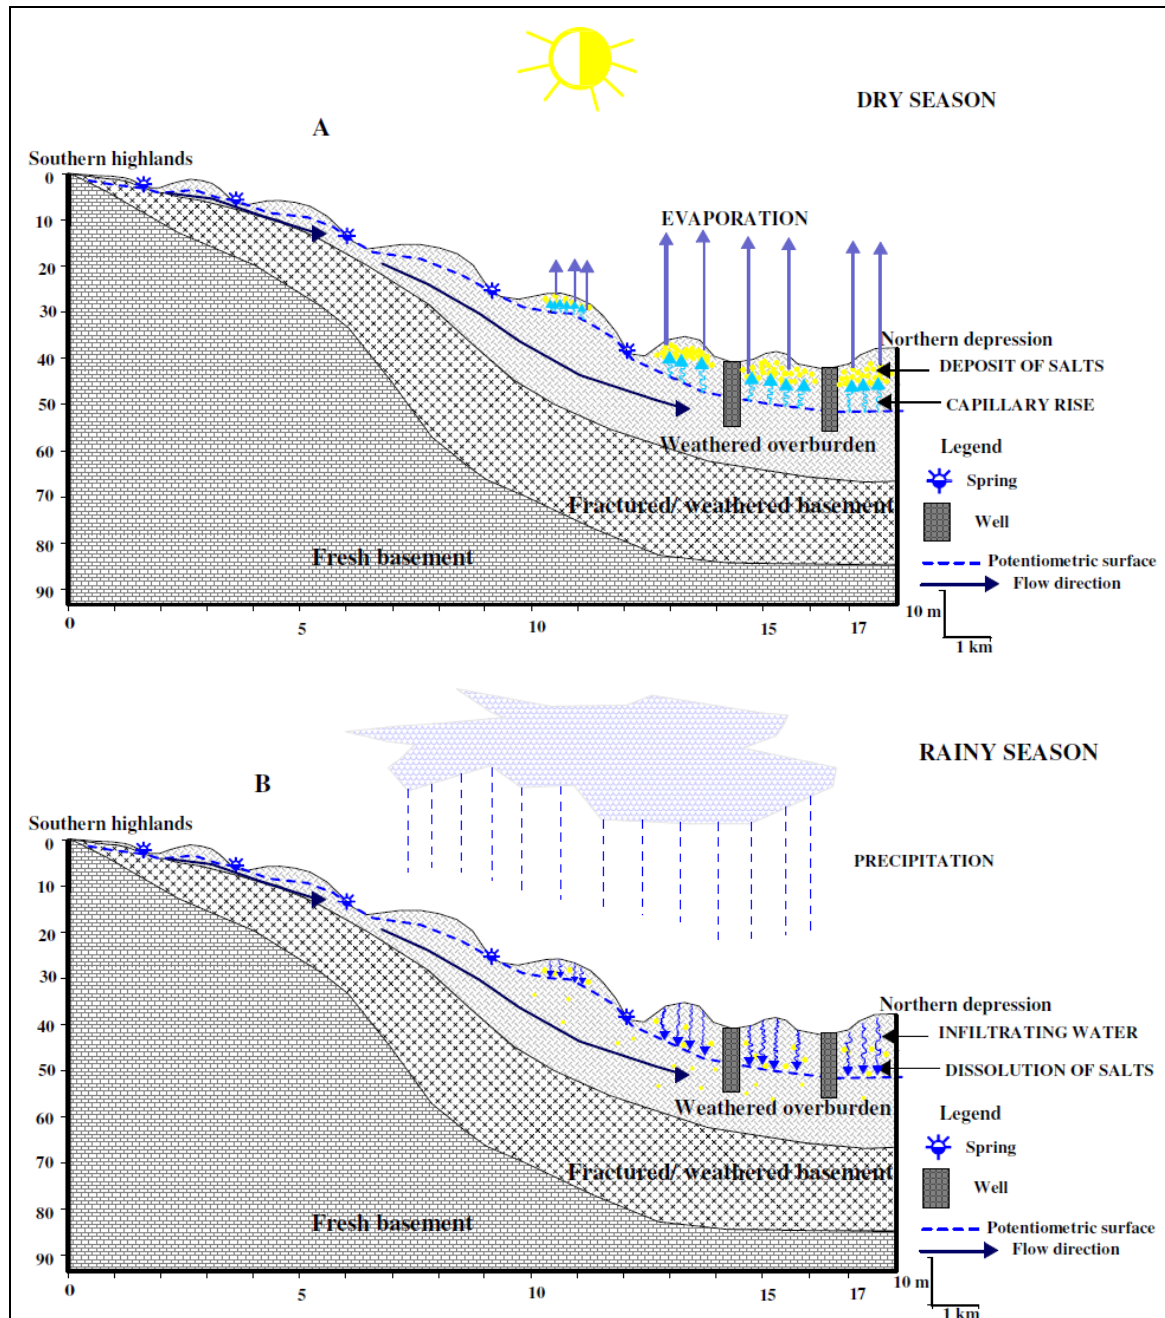 DRY SEASON
A
Southern highlands
0
10
20
30
40
50
60
70
80
90
EVAPORATION
Northern depression
DEPOSIT OF SALTS
CAPILLARY RISE
Weathered overburden
Fractured/ weathered basement
Fresh basement
Legend
Spring
Well
Potentiometric surface
Flow direction
10 m
1 km
0
5
10
15
17
RAINY SEASON
B
Southern highlands
0
10
20
30
40
50
60
70
80
90
PRECIPITATION
Northern depression
INFILTRATING WATER
DISSOLUTION OF SALTS
Weathered overburden
Fractured/ weathered basement
Fresh basement
Legend
Spring
Well
Potentiometric surface
Flow direction
10 m
1 km
0
5
10
15
17